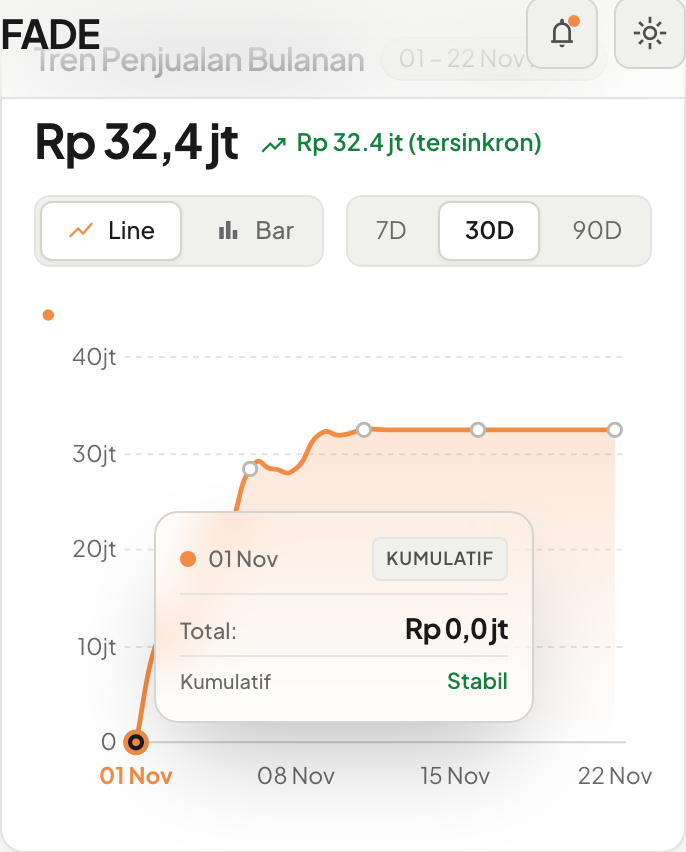 FADE
Tren Penjualan Bulanan 01 – 22 Nov
Rp 32,4 jt Rp 32.4 jt (tersinkron)
Line Bar 7D 30D 90D
40jt
30jt
20jt
01 Nov KUMULATIF
Total: Rp 0,0 jt
10jt
Kumulatif Stabil
0
01 Nov 08 Nov 15 Nov 22 Nov